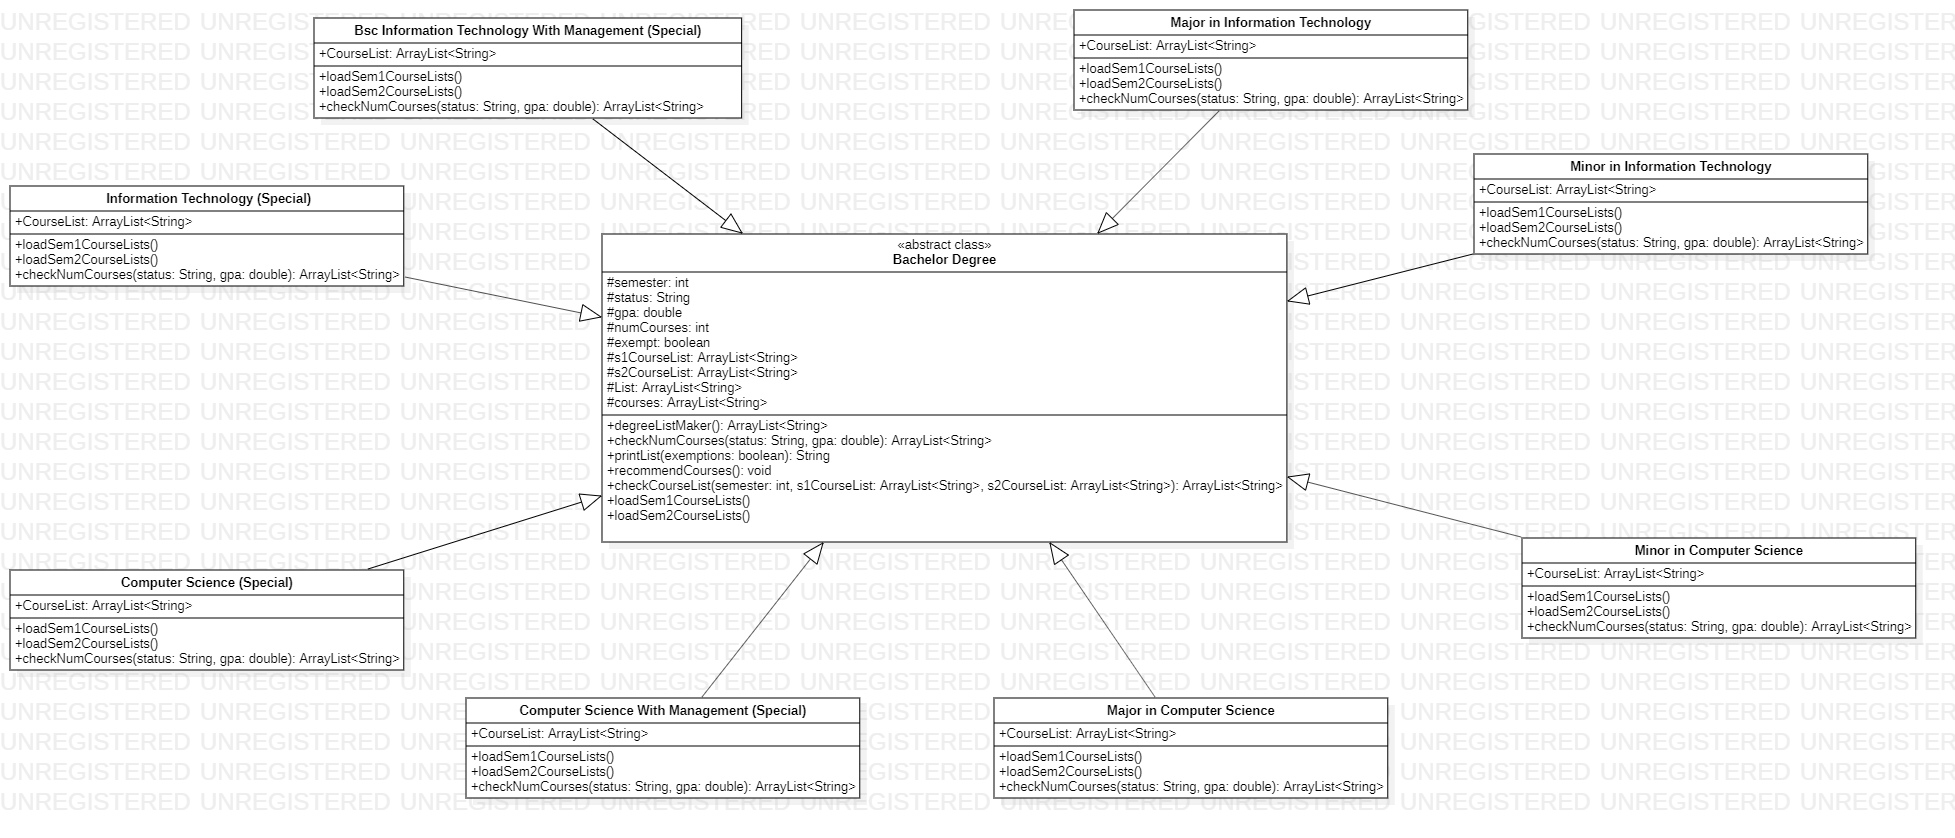 Bsc Information Technology With Management (Special)
+CourseList: ArrayList<String>
+loadSem1CourseLists()
+loadSem2CourseLists()
+checkNumCourses(status: String, gpa: double): ArrayList<String>
Major in Information Technology
+CourseList: ArrayList<String>
+loadSem1CourseLists()
+loadSem2CourseLists()
+checkNumCourses(status: String, gpa: double): ArrayList<String>
Minor in Information Technology
+CourseList: ArrayList<String>
+loadSem1CourseLists()
+loadSem2CourseLists()
+checkNumCourses(status: String, gpa: double): ArrayList<String>
Information Technology (Special)
+CourseList: ArrayList<String>
+loadSem1CourseLists()
+loadSem2CourseLists()
+checkNumCourses(status: String, gpa: double): ArrayList<String>
«abstract class»
Bachelor Degree
#semester: int
#status: String
#gpa: double
#numCourses: int
#exempt: boolean
#s1CourseList: ArrayList<String>
#s2CourseList: ArrayList<String>
#List: ArrayList<String>
#courses: ArrayList<String>
+degreeListMaker(): ArrayList<String>
+checkNumCourses(status: String, gpa: double): ArrayList<String>
+printList(exemptions: boolean): String
+recommendCourses(): void
+checkCourseList(semester: int, s1CourseList: ArrayList<String>, s2CourseList: ArrayList<String>): ArrayList<String>
+loadSem1CourseLists()
+loadSem2CourseLists()
Computer Science (Special)
+CourseList: ArrayList<String>
+loadSem1CourseLists()
+loadSem2CourseLists()
+checkNumCourses(status: String, gpa: double): ArrayList<String>
Minor in Computer Science
+CourseList: ArrayList<String>
+loadSem1CourseLists()
+loadSem2CourseLists()
+checkNumCourses(status: String, gpa: double): ArrayList<String>
Computer Science With Management (Special)
+CourseList: ArrayList<String>
+loadSem1CourseLists()
+loadSem2CourseLists()
+checkNumCourses(status: String, gpa: double): ArrayList<String>
Major in Computer Science
+CourseList: ArrayList<String>
+loadSem1CourseLists()
+loadSem2CourseLists()
+checkNumCourses(status: String, gpa: double): ArrayList<String>
UNREGISTERED